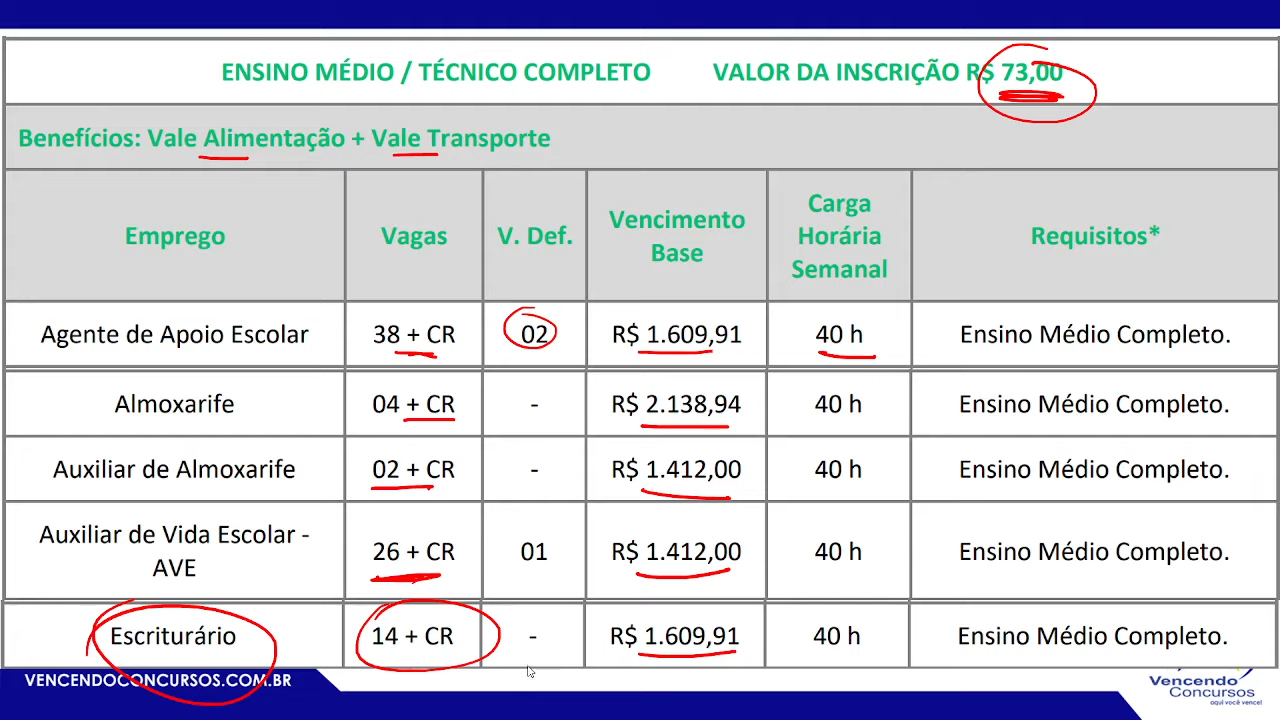 ENSINO MÉDIO / TÉCNICO COMPLETO VALOR DA INSCRIÇÃO R$ 73,00
Benefícios: Vale Alimentação + Vale Transporte
Emprego Vagas V. Def. Vencimento Base Carga Horária Semanal Requisitos*
Agente de Apoio Escolar 38 + CR 02 R$ 1.609,91 40 h Ensino Médio Completo.
Almoxarife 04 + CR - R$ 2.138,94 40 h Ensino Médio Completo.
Auxiliar de Almoxarife 02 + CR - R$ 1.412,00 40 h Ensino Médio Completo.
Auxiliar de Vida Escolar - AVE 26 + CR 01 R$ 1.412,00 40 h Ensino Médio Completo.
Escriturário 14 + CR - R$ 1.609,91 40 h Ensino Médio Completo.
VENCENDOCONCURSOS.COM.BR
Vencendo
Concursos
aqui você vence!